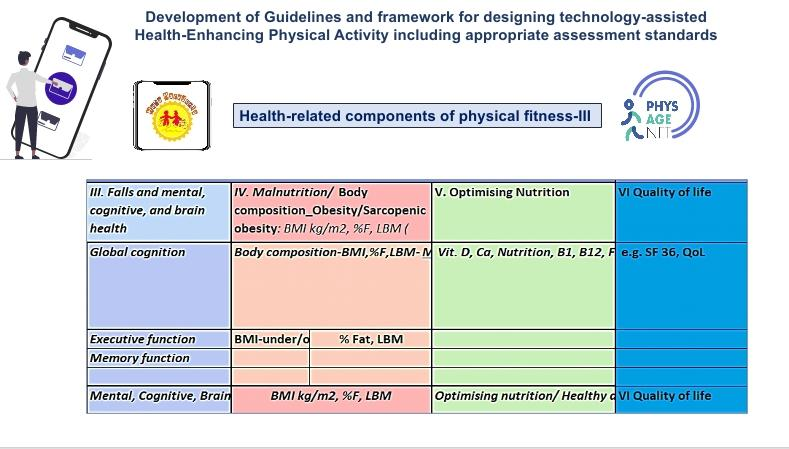 Development of Guidelines and framework for designing technology-assisted
Health-Enhancing Physical Activity including appropriate assessment standards
Health-related components of physical fitness-III
PHYS
AGE
NET
III. Falls and mental,
cognitive, and brain
health
IV. Malnutrition/ Body
composition_Obesity/Sarcopenic
obesity: BMI kg/m2, %F, LBM (
V. Optimising Nutrition
VI Quality of life
Global cognition
Body composition-BMI,%F,LBM- M
Vit. D, Ca, Nutrition, B1, B12, F
e.g. SF 36, QoL
Executive function
BMI-under/o
% Fat, LBM
Memory function
Mental, Cognitive, Brain
BMI kg/m2, %F, LBM
Optimising nutrition/ Healthy d
VI Quality of life